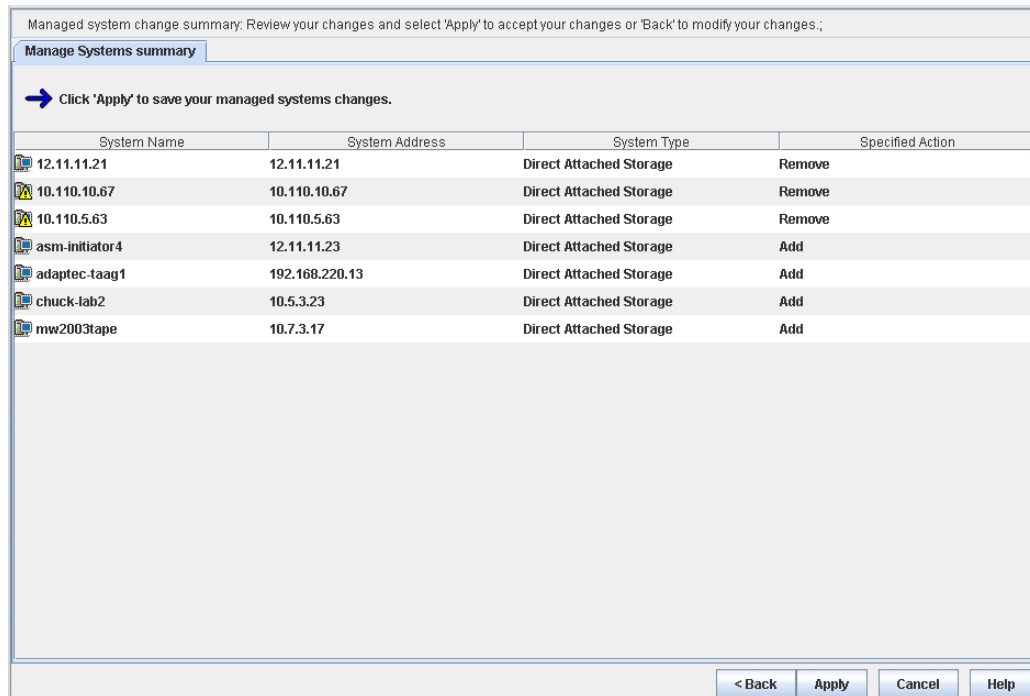 Managed system change summary: Review your changes and select 'Apply' to accept your changes or 'Back' to modify your changes.;
Manage Systems summary
Click 'Apply' to save your managed systems changes.
System Name System Address System Type Specified Action
12.11.11.21 12.11.11.21 Direct Attached Storage Remove
10.110.10.67 10.110.10.67 Direct Attached Storage Remove
10.110.5.63 10.110.5.63 Direct Attached Storage Remove
asm-initiator4 12.11.11.23 Direct Attached Storage Add
adaptec-taag1 192.168.220.13 Direct Attached Storage Add
chuck-lab2 10.5.3.23 Direct Attached Storage Add
mw2003tape 10.7.3.17 Direct Attached Storage Add
< Back Apply Cancel Help